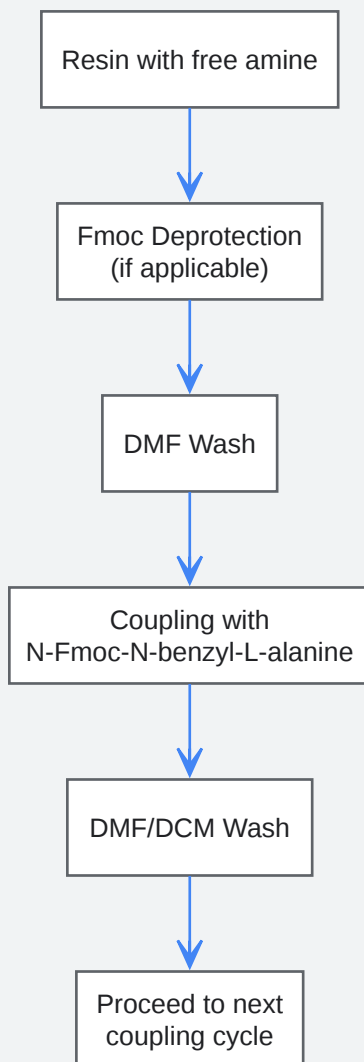 Resin with free amine
Fmoc Deprotection
(if applicable)
DMF Wash
Coupling with
N-Fmoc-N-benzyl-L-alanine
DMF/DCM Wash
Proceed to next
coupling cycle